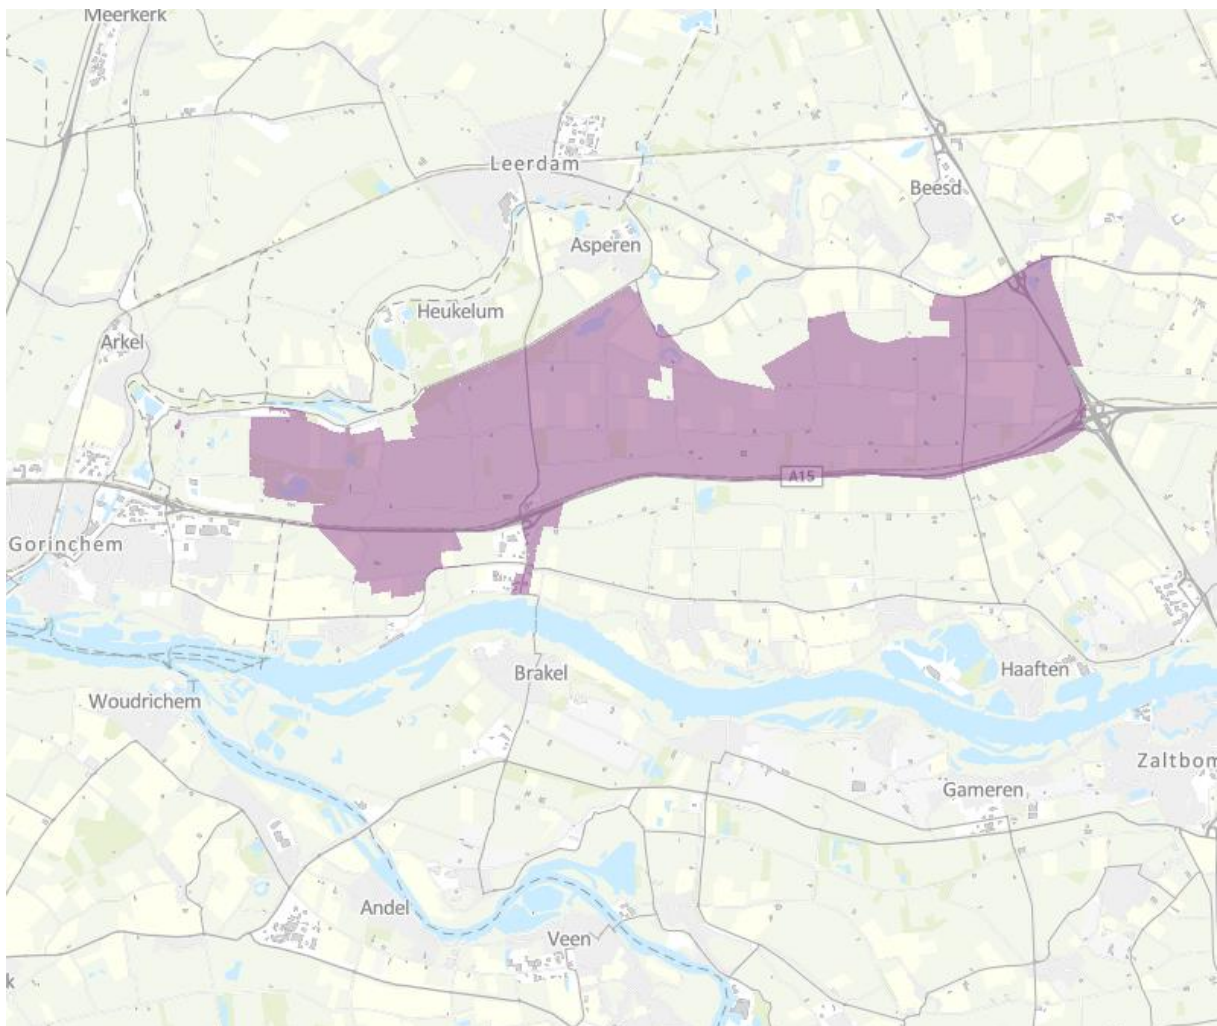 Meerkerk
Leerdam
Beesd
Asperen
Heukelum
Arkel
A15
Gorinchem
Brakel
Haaften
Woudrichem
Zaltbom
Gameren
Andel
Veen
k